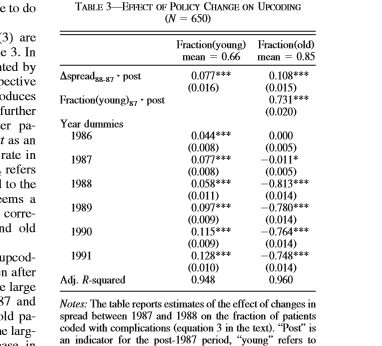 e to do
(3) are
e 3. In
nted by
pective
oduces
further
er pa-
t as an
rate in
refers
d to the
eems a
corre-
nd old
upcod-
en after
e large
87 and
old pa-
he larg-
ease in
TABLE 3—EFFECT OF POLICY CHANGE ON UPCODING
(N = 650)
Fraction(young) Fraction(old)
mean = 0.66 mean = 0.85
Δspread88-87 · post 0.077*** 0.108***
(0.016) (0.015)
Fraction(young)87 · post 0.731***
(0.020)
Year dummies
1986 0.044*** 0.000
(0.008) (0.005)
1987 0.077*** −0.011*
(0.008) (0.005)
1988 0.058*** −0.813***
(0.011) (0.014)
1989 0.097*** −0.780***
(0.009) (0.014)
1990 0.115*** −0.764***
(0.009) (0.014)
1991 0.128*** −0.748***
(0.010) (0.014)
Adj. R-squared 0.948 0.960
Notes: The table reports estimates of the effect of changes in
spread between 1987 and 1988 on the fraction of patients
coded with complications (equation 3 in the text). “Post” is
an indicator for the post-1987 period, “young” refers to